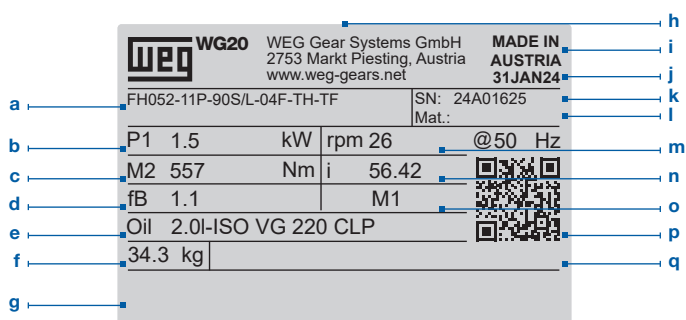 h
WEG WG20 WEG Gear Systems GmbH MADE IN
i
2753 Markt Piesting, Austria AUSTRIA
www.weg-gears.net 31JAN24
j
a FH052-11P-90S/L-04F-TH-TF SN: 24A01625 k
Mat.: l
b P1 1.5 kW rpm 26 @50 Hz m
c M2 557 Nm i 56.42 n
d fB 1.1 M1 o
e Oil 2.0l-ISO VG 220 CLP p
f 34.3 kg q
g